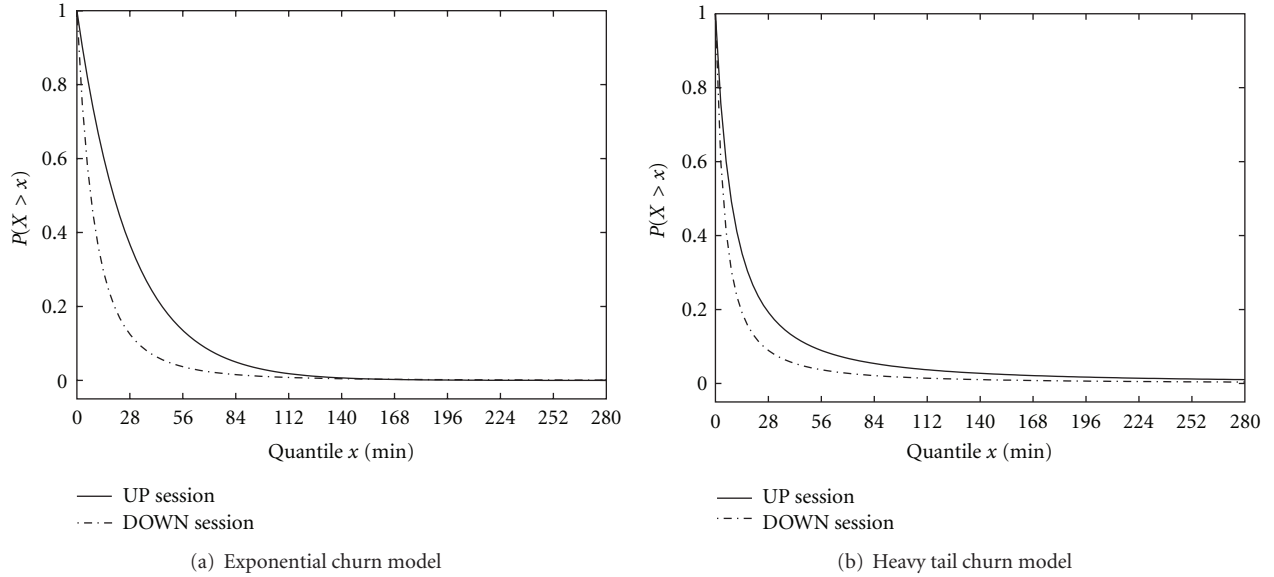 1
0.8
0.6
0.4
0.2
0
P(X > x)
0 28 56 84 112 140 168 196 224 252 280
Quantile x (min)
UP session
DOWN session
(a) Exponential churn model
1
0.8
0.6
0.4
0.2
0
P(X > x)
0 28 56 84 112 140 168 196 224 252 280
Quantile x (min)
UP session
DOWN session
(b) Heavy tail churn model